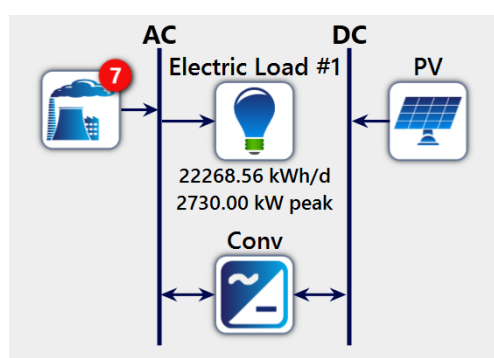 AC
DC
7
Electric Load #1
PV
22268.56 kWh/d
2730.00 kW peak
Conv